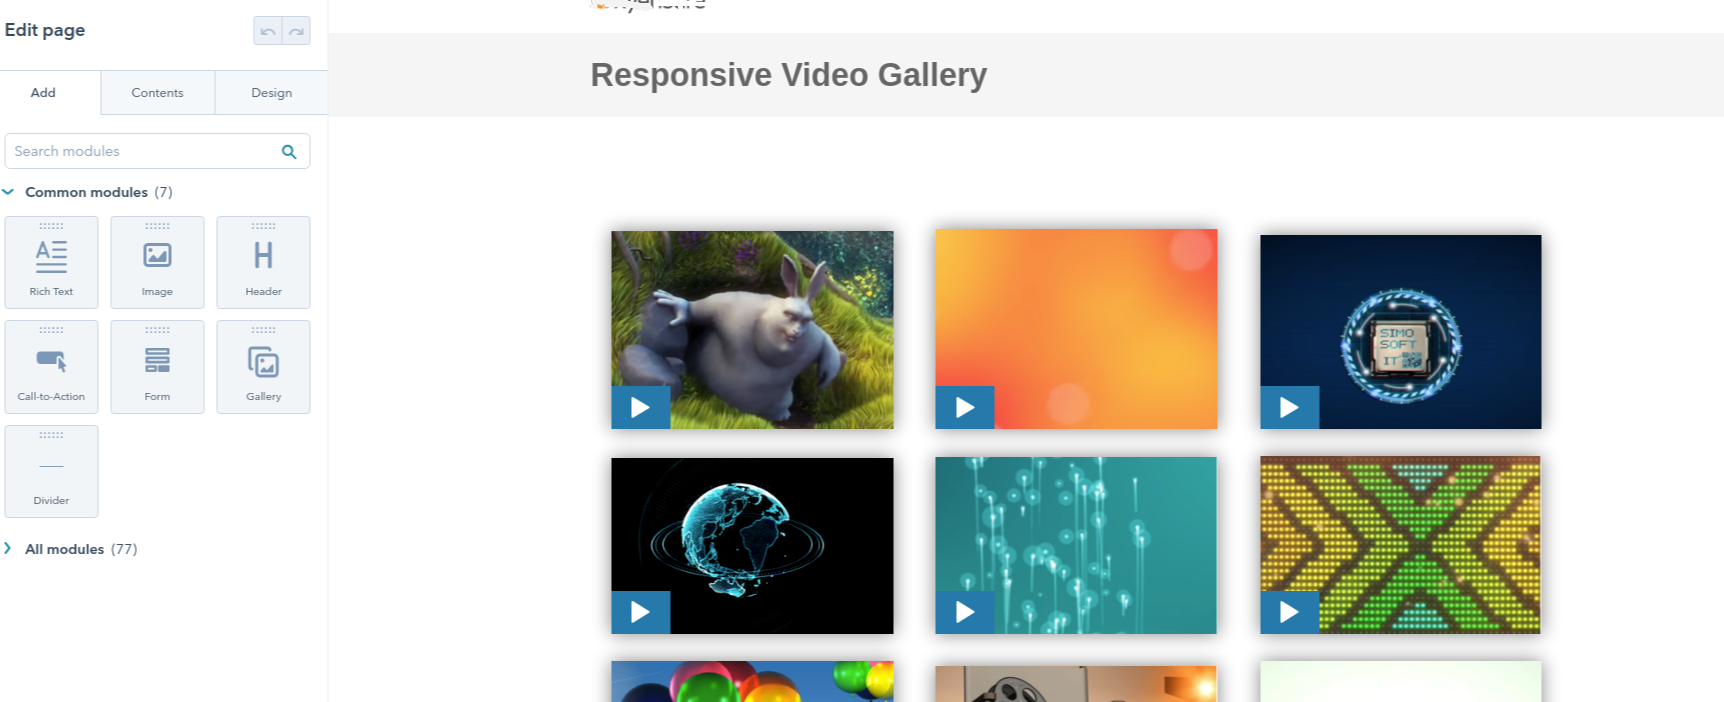 Edit page
Add
Contents
Design
Search modules
Common modules (7)
Rich Text
Image
Header
Call-to-Action
Form
Gallery
Divider
All modules (77)
Responsive Video Gallery
SIMO
SOFT
IT